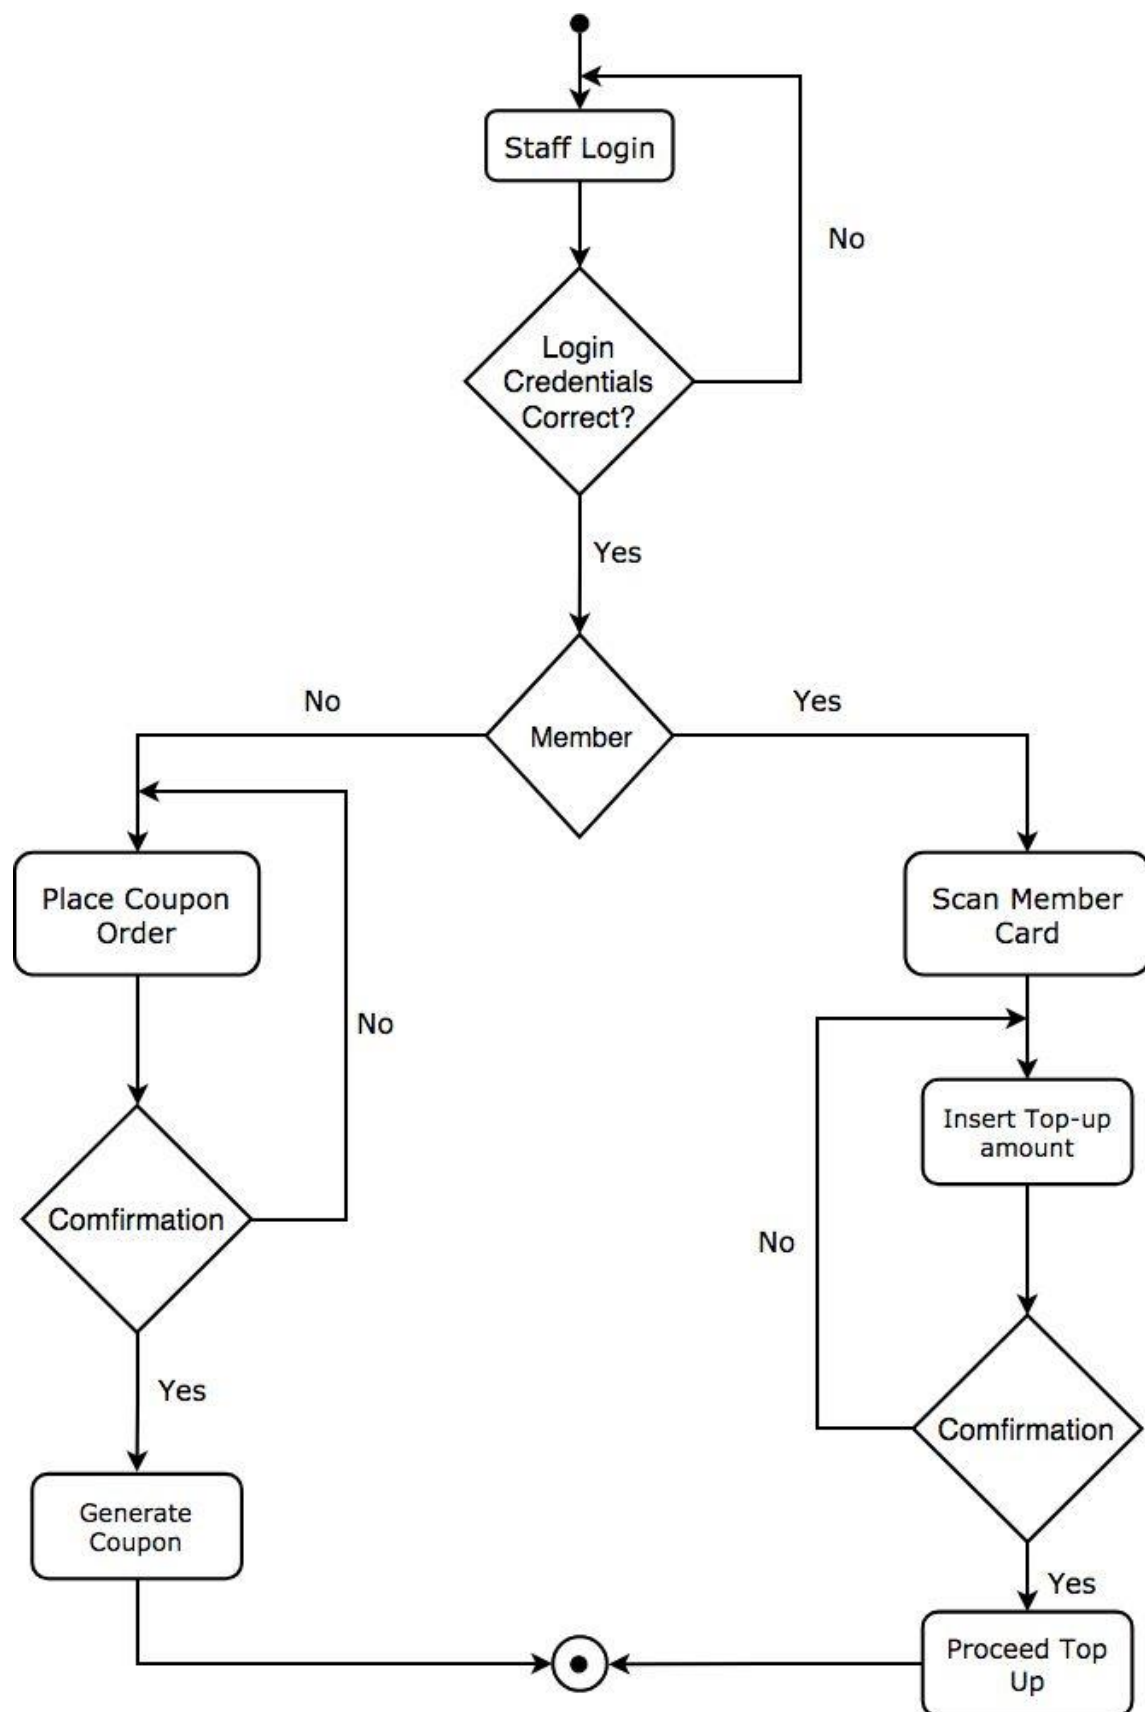 Staff Login
No
Login
Credentials
Correct?
Yes
No
Yes
Member
Place Coupon
Order
Scan Member
Card
No
Insert Top-up
amount
Comfirmation
No
Yes
Comfirmation
Generate
Coupon
Yes
Proceed Top
Up